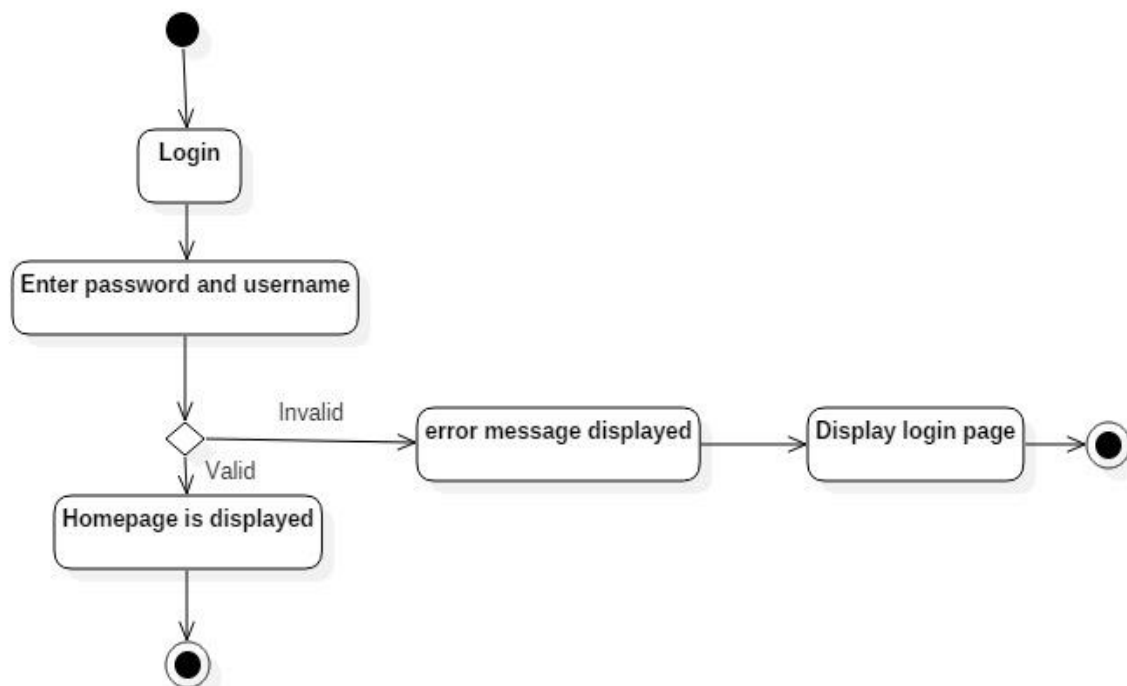 Login
Enter password and username
Invalid
error message displayed
Display login page
Valid
Homepage is displayed